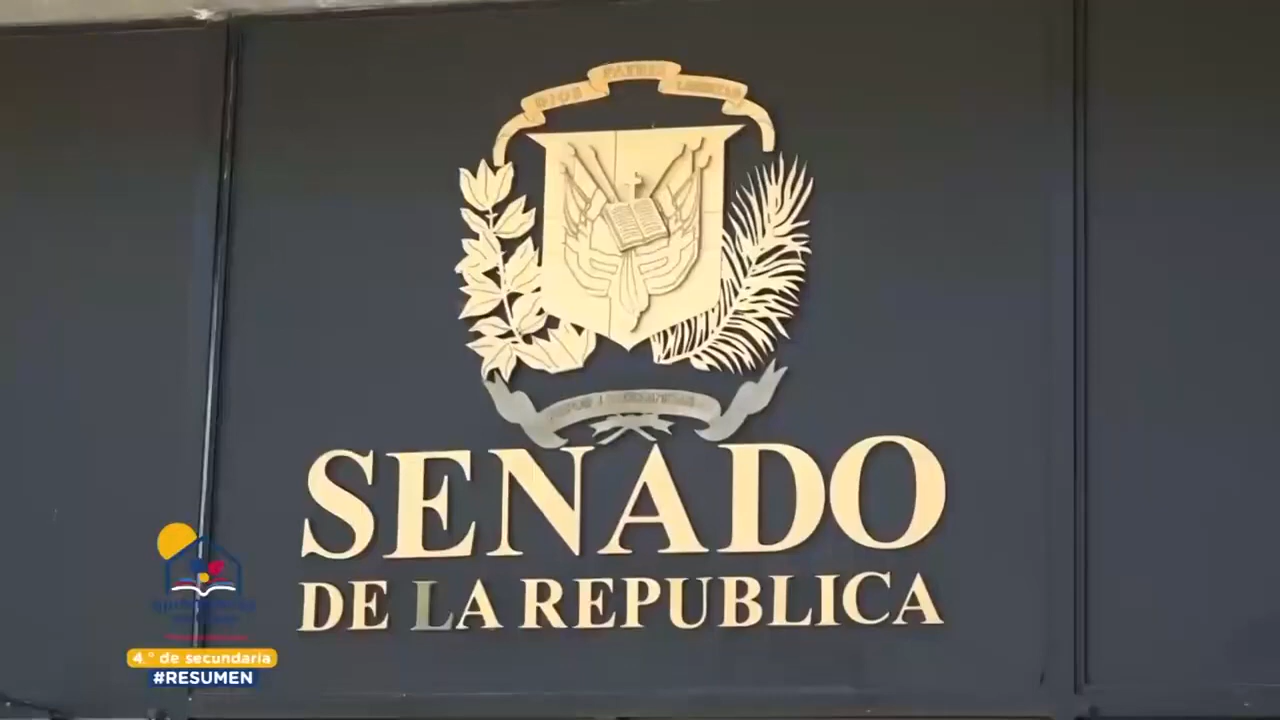 DIOS PATRIA LIBERTAD
SENADO
DE LA REPUBLICA
4.° de secundaria
#RESUMEN